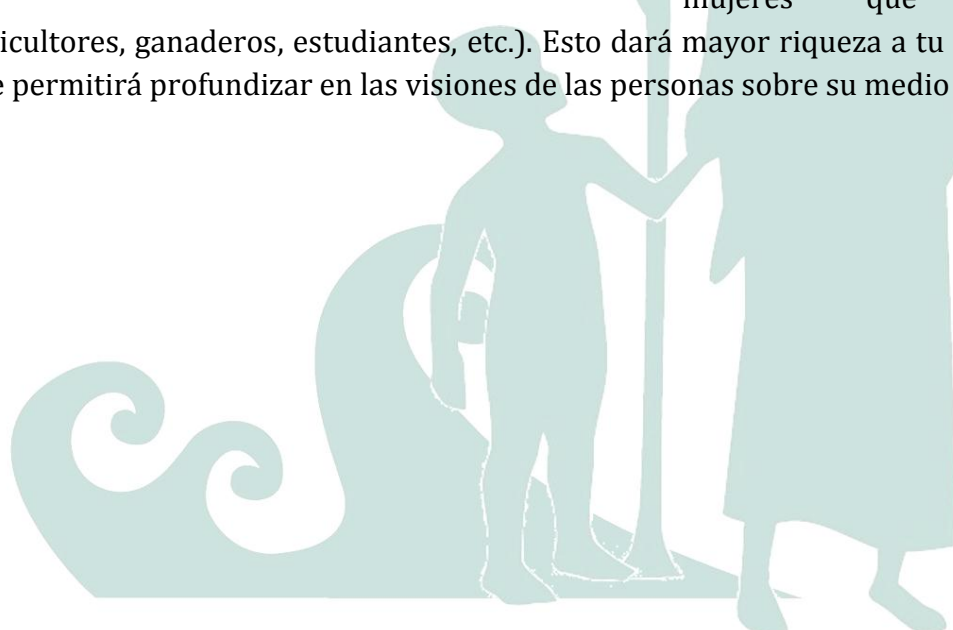 mujeres que
icultores, ganaderos, estudiantes, etc.). Esto dará mayor riqueza a tu
e permitirá profundizar en las visiones de las personas sobre su medio